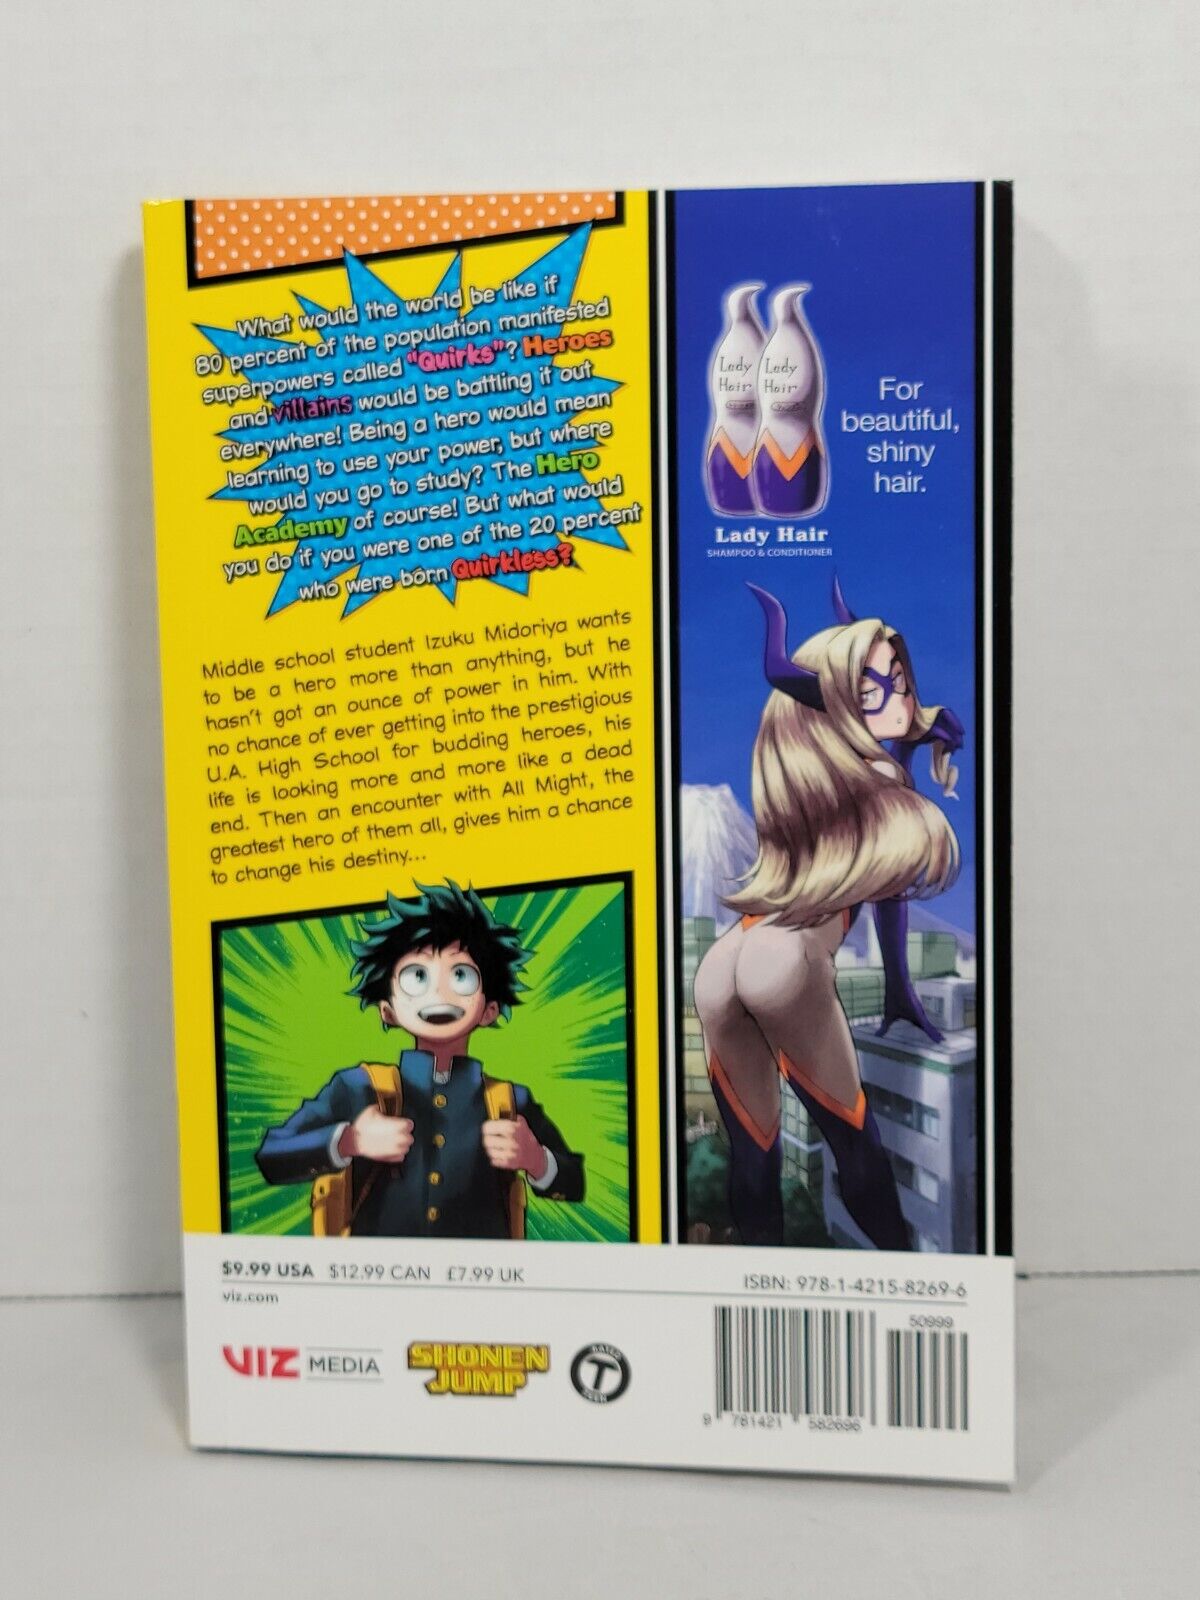 What would the world be like if
80 percent of the population manifested
superpowers called "Quirks"? Heroes
and villains would be battling it out
everywhere! Being a hero would mean
learning to use your power, but where
would you go to study? The Hero
Academy of course! But what would
you do if you were one of the 20 percent
who were born Quirkless?
Middle school student Izuku Midoriya wants
to be a hero more than anything, but he
hasn't got an ounce of power in him. With
no chance of ever getting into the prestigious
U.A. High School for budding heroes, his
life is looking more and more like a dead
end. Then an encounter with All Might, the
greatest hero of them all, gives him a chance
to change his destiny...
Lady
Hair
Lady
Hair
For
beautiful,
shiny
hair.
Lady Hair
SHAMPOO & CONDITIONER
$9.99 USA $12.99 CAN £7.99 UK
viz.com
VIZ MEDIA
SHONEN
JUMP
RATED
T
TEEN
ISBN: 978-1-4215-8269-6
50999
9 781421 582696